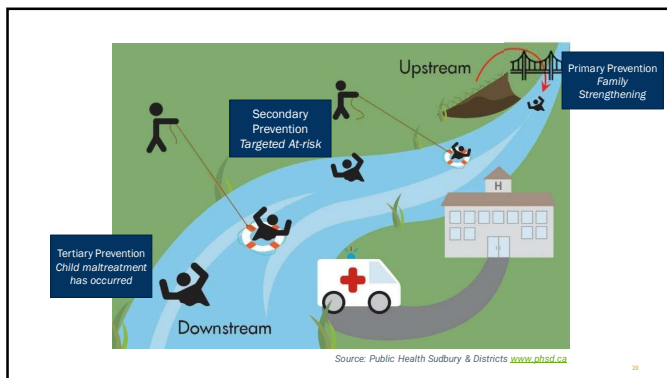 Upstream
Primary Prevention
Family
Strengthening
Secondary
Prevention
Targeted At-risk
H
Tertiary Prevention
Child maltreatment
has occurred
Downstream
Source: Public Health Sudbury & Districts www.phsd.ca